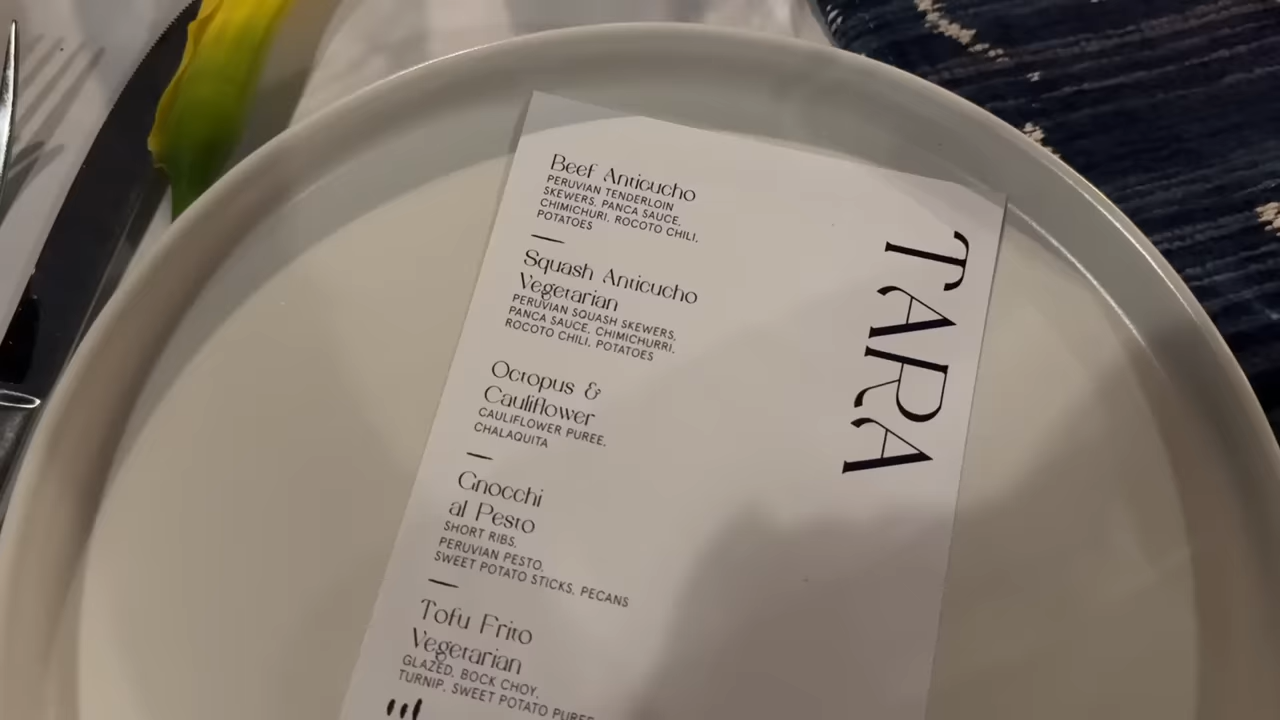 Beef Anticucho
PERUVIAN TENDERLOIN
SKEWERS, PANCA SAUCE,
CHIMICHURI, ROCOTO CHILI,
POTATOES
Squash Anticucho
Vegetarian
PERUVIAN SQUASH SKEWERS,
PANCA SAUCE, CHIMICHURRI,
ROCOTO CHILI, POTATOES
Octopus &
Cauliflower
CAULIFLOWER PUREE,
CHALAQUITA
Gnocchi
al Pesto
SHORT RIBS,
PERUVIAN PESTO,
SWEET POTATO STICKS, PECANS
Tofu Frito
Vegetarian
GLAZED, BOCK CHOY,
TURNIP, SWEET POTATO PUREE
TARA